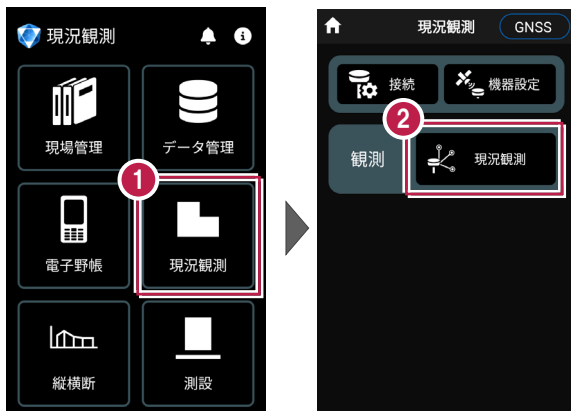 現況観測
現場管理
データ管理
1
電子野帳
現況観測
縦横断
測設
現況観測
GNSS
接続
機器設定
2
観測
現況観測